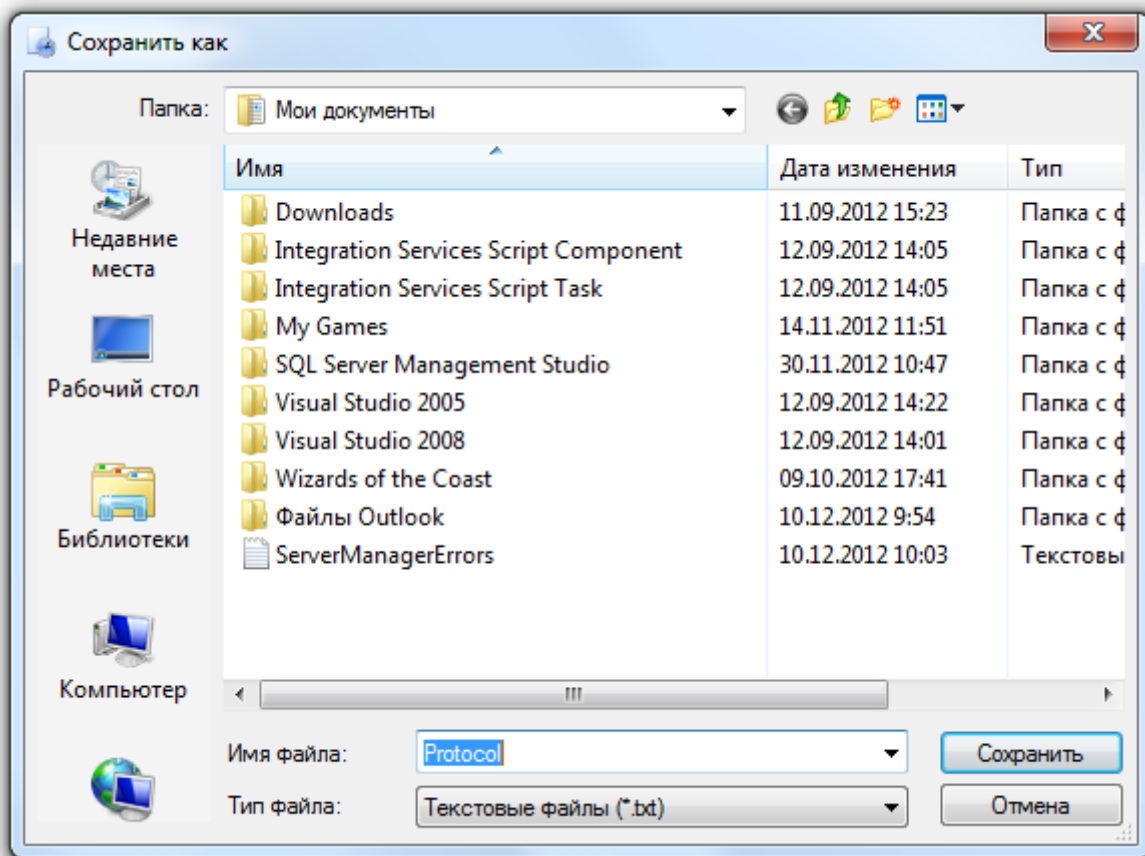 Сохранить как
Папка: Мои документы
Имя Дата изменения Тип
Downloads 11.09.2012 15:23 Папка с ф
Integration Services Script Component 12.09.2012 14:05 Папка с ф
Integration Services Script Task 12.09.2012 14:05 Папка с ф
My Games 14.11.2012 11:51 Папка с ф
SQL Server Management Studio 30.11.2012 10:47 Папка с ф
Visual Studio 2005 12.09.2012 14:22 Папка с ф
Visual Studio 2008 12.09.2012 14:01 Папка с ф
Wizards of the Coast 09.10.2012 17:41 Папка с ф
Файлы Outlook 10.12.2012 9:54 Папка с ф
ServerManagerErrors 10.12.2012 10:03 Текстовы
Недавние
места
Рабочий стол
Библиотеки
Компьютер
Имя файла: Protocol Сохранить
Тип файла: Текстовые файлы (*.txt) Отмена